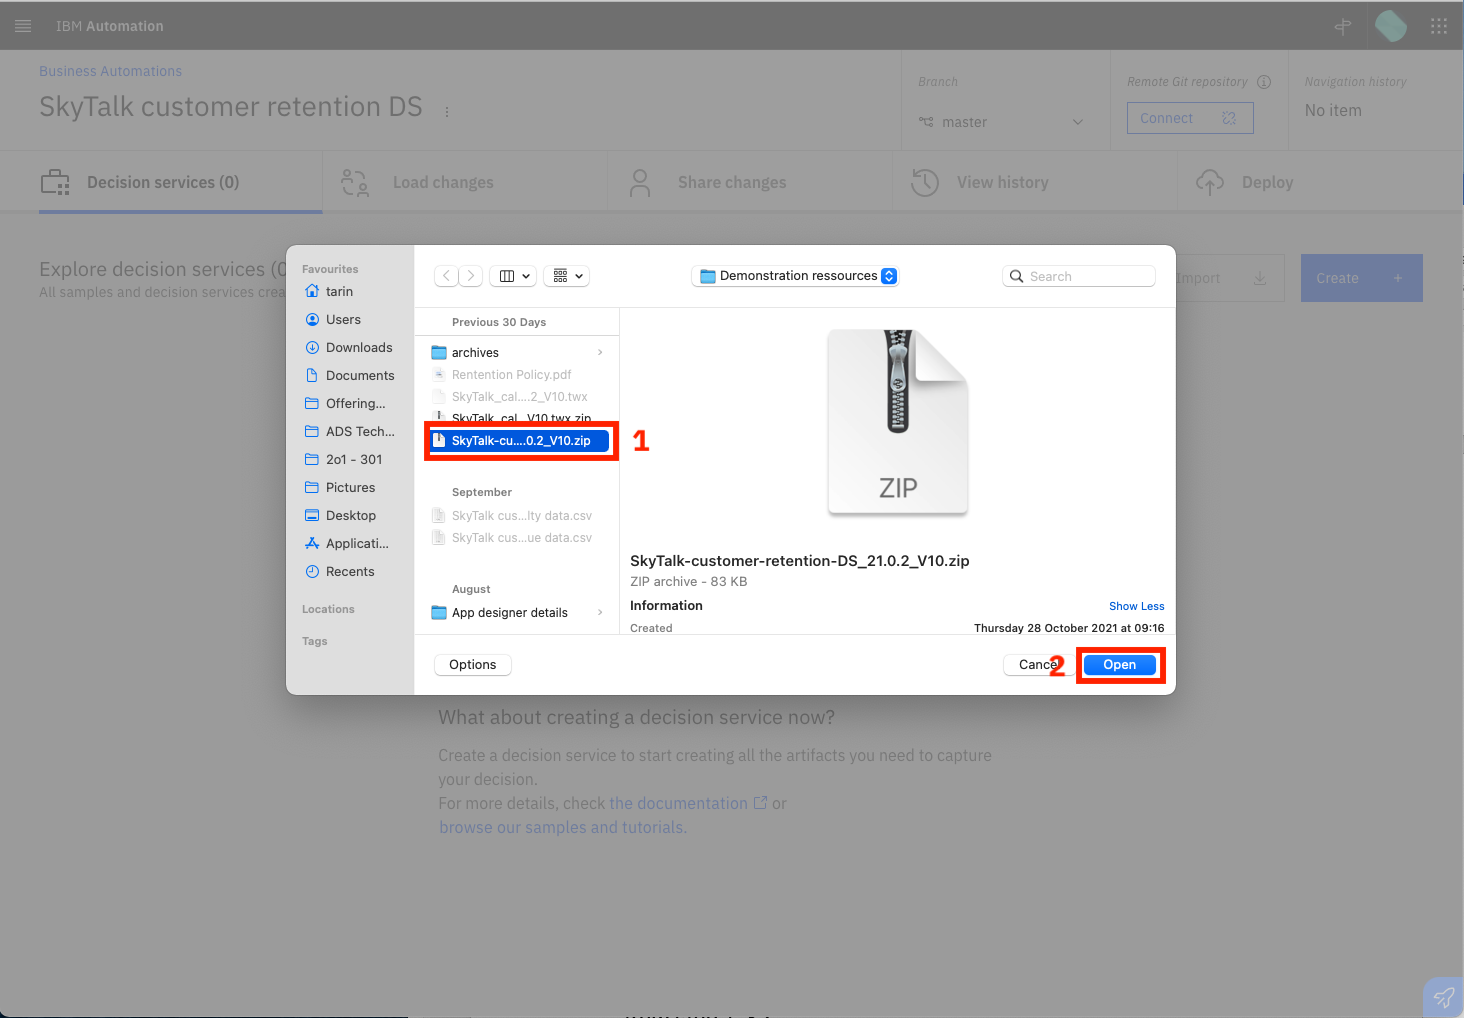 IBM Automation
Business Automations
SkyTalk customer retention DS
Branch
master
Remote Git repository
Connect
Navigation history
No item
Decision services (0)
Load changes
Share changes
View history
Deploy
Explore decision services (0
All samples and decision services crea
Import
Create +
Favourites
tarin
Users
Downloads
Documents
Offering...
ADS Tech...
2o1 - 301
Pictures
Desktop
Applicati...
Recents
Locations
Tags
Demonstration ressources
Search
Previous 30 Days
archives
Rentention Policy.pdf
SkyTalk_cal....2_V10.twx
SkyTalk_cal..._V10.twx.zip
SkyTalk-cu....0.2_V10.zip
1
September
SkyTalk cus...lty data.csv
SkyTalk cus...ue data.csv
August
App designer details
ZIP
SkyTalk-customer-retention-DS_21.0.2_V10.zip
ZIP archive - 83 KB
Information
Show Less
Created
Thursday 28 October 2021 at 09:16
Options
Cancel
2
Open
What about creating a decision service now?
Create a decision service to start creating all the artifacts you need to capture
your decision.
For more details, check the documentation or
browse our samples and tutorials.